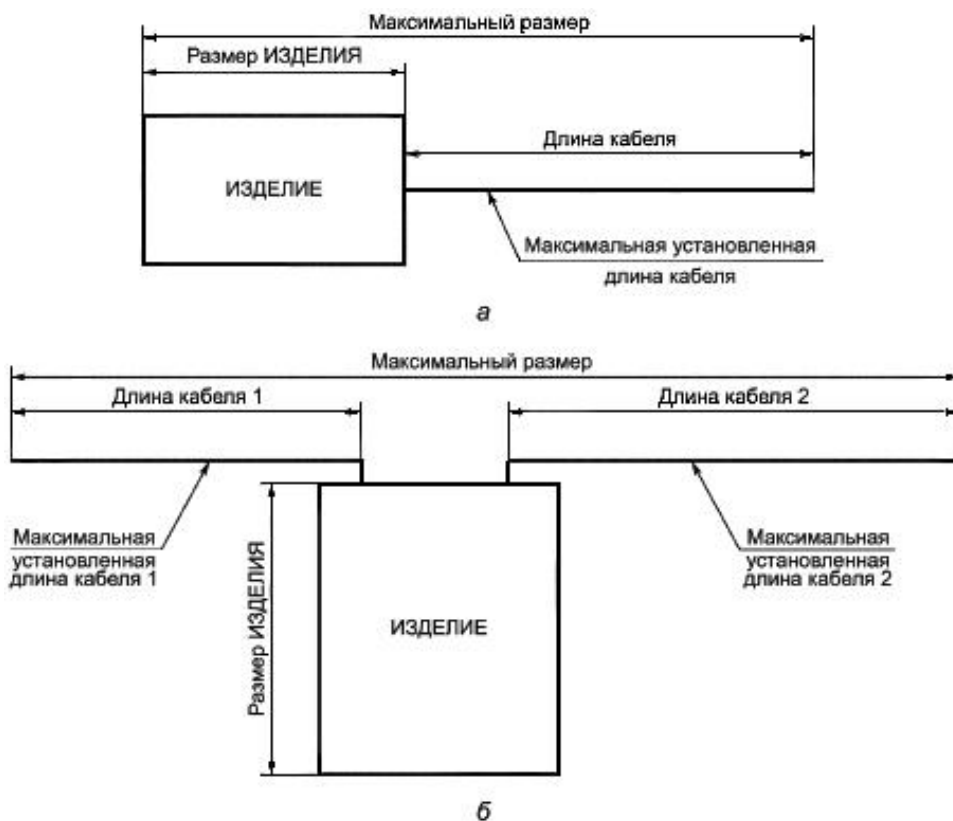 Максимальный размер
Размер ИЗДЕЛИЯ
Длина кабеля
ИЗДЕЛИЕ
Максимальная установленная
длина кабеля
а
Максимальный размер
Длина кабеля 1
Длина кабеля 2
Максимальная
установленная
длина кабеля 1
Максимальная
установленная
длина кабеля 2
Размер ИЗДЕЛИЯ
ИЗДЕЛИЕ
б